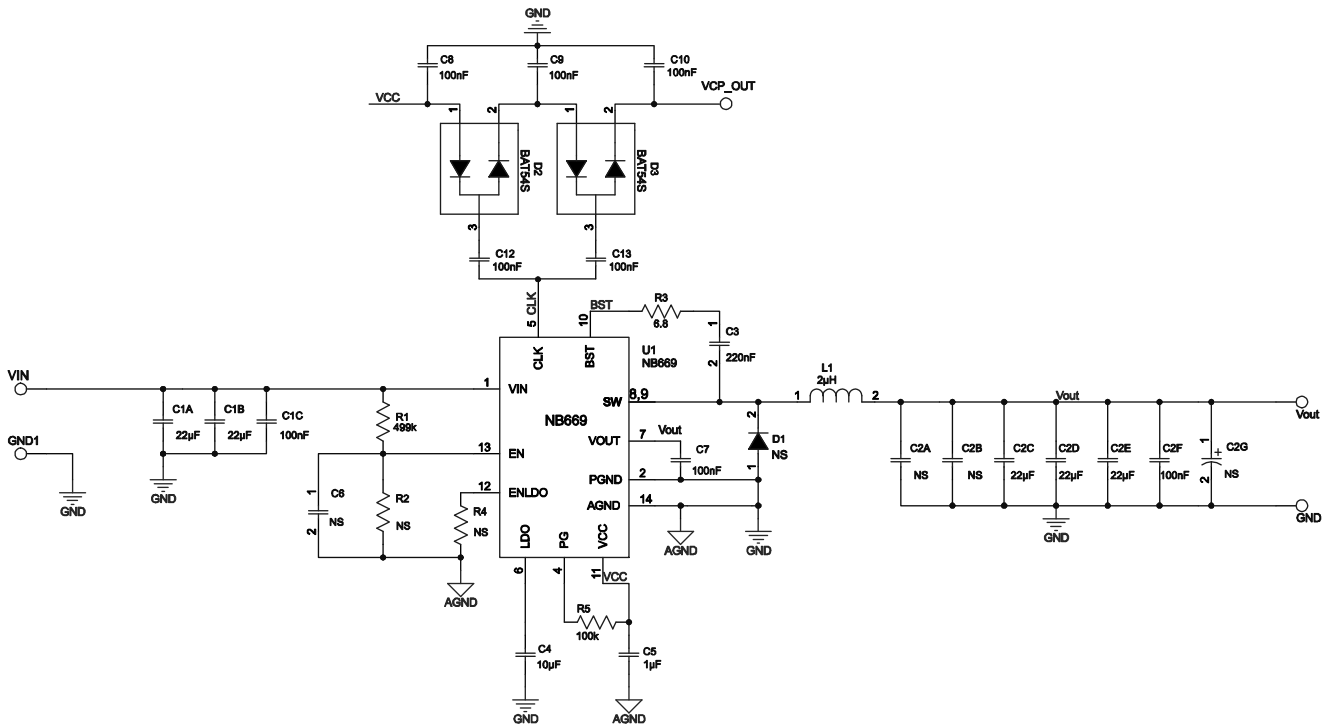 GND
C8
100nF
C9
100nF
C10
100nF
VCP_OUT
VCC
1
2
1
2
D2
BAT54S
D3
BAT54S
3
3
C12
100nF
C13
100nF
CLK
5
BST
10
R3
6.8
1
C3
220nF
2
U1
NB669
CLK
BST
VIN
1
VIN
C1A
22µF
C1B
22µF
C1C
100nF
R1
499k
GND1
GND
GND
13
EN
12
ENLDO
1
C6
NS
2
R2
NS
R4
NS
AGND
NB669
SW
8,9
VOUT
7
Vout
PGND
2
AGND
14
LDO
PG
VCC
6
4
11
VCC
C7
100nF
2
D1
NS
1
AGND
GND
L1
2µH
1
2
Vout
Vout
C2A
NS
C2B
NS
C2C
22µF
C2D
22µF
C2E
22µF
C2F
100nF
1
+
C2G
NS
2
GND
GND
R5
100k
C4
10µF
C5
1µF
GND
AGND